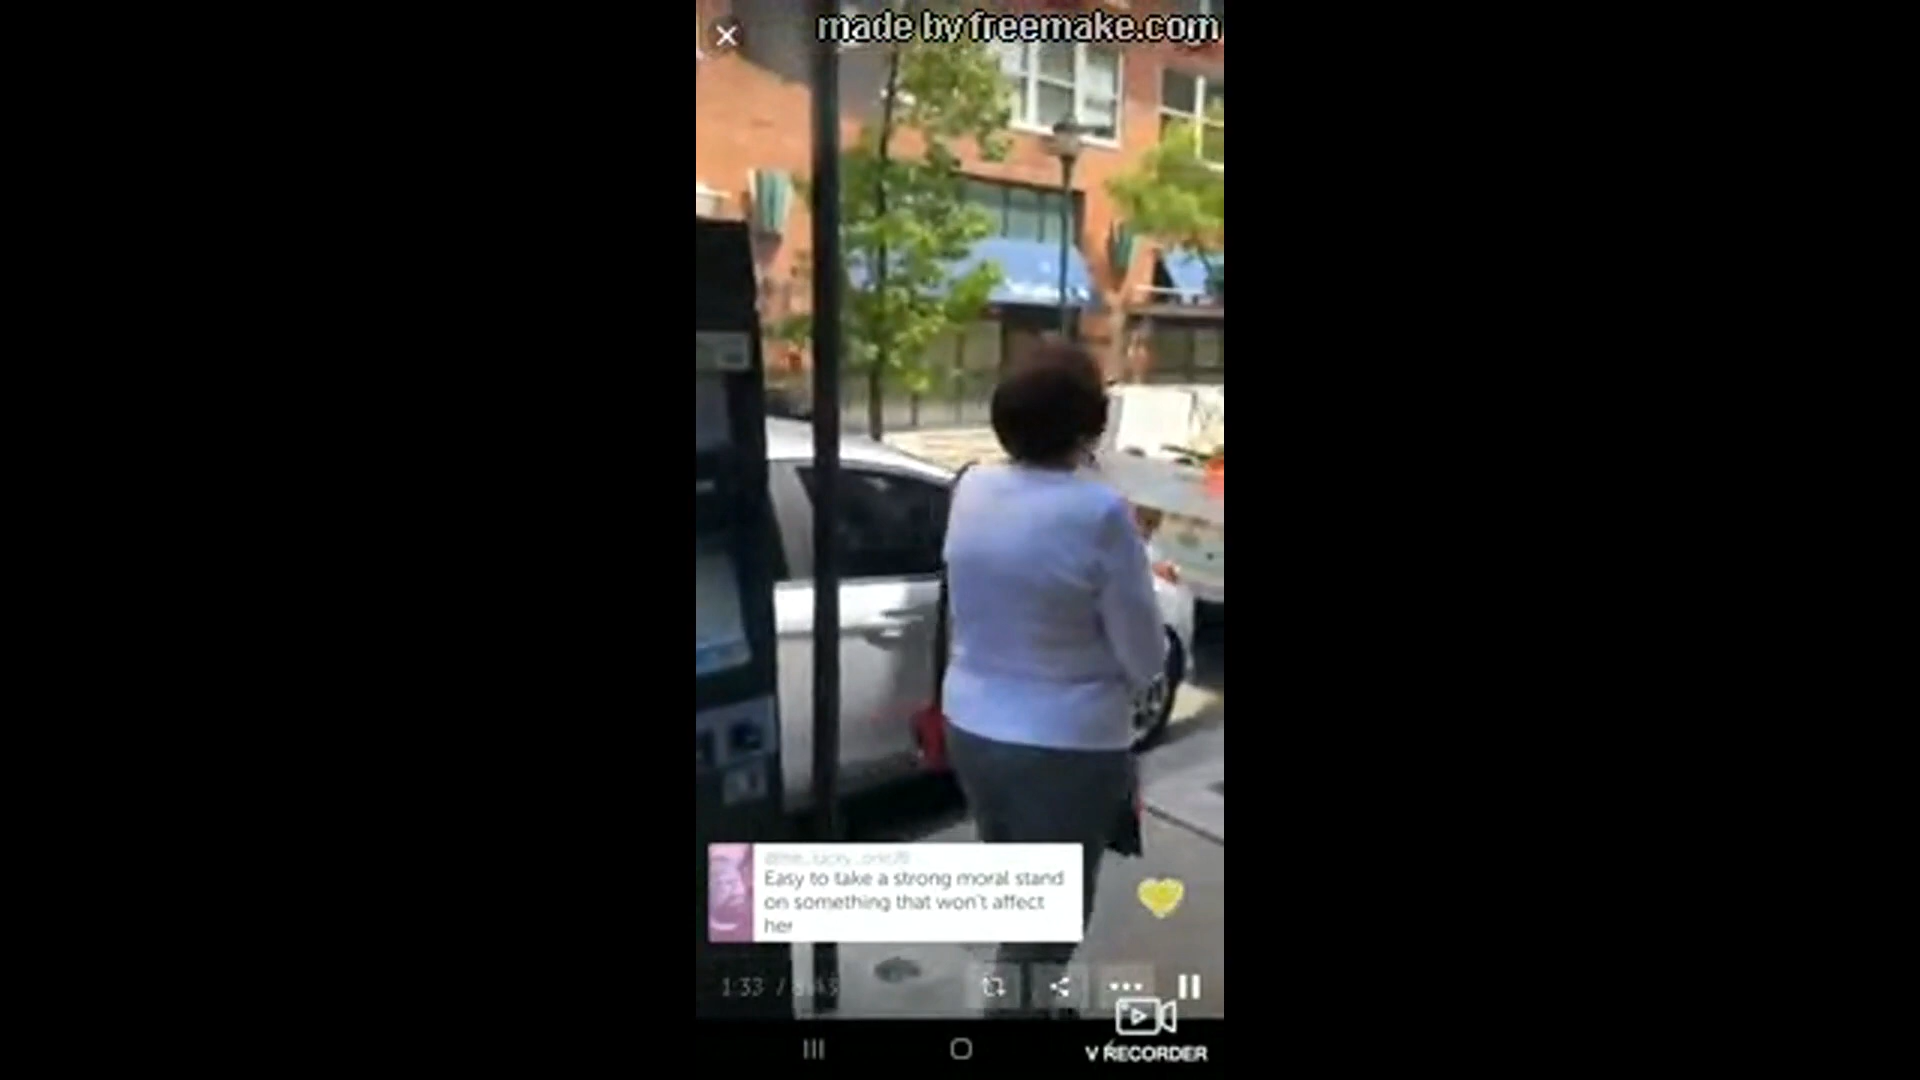 made by freemake.com
Easy to take a strong moral stand
on something that won't affect
her
1:33 /
V RECORDER